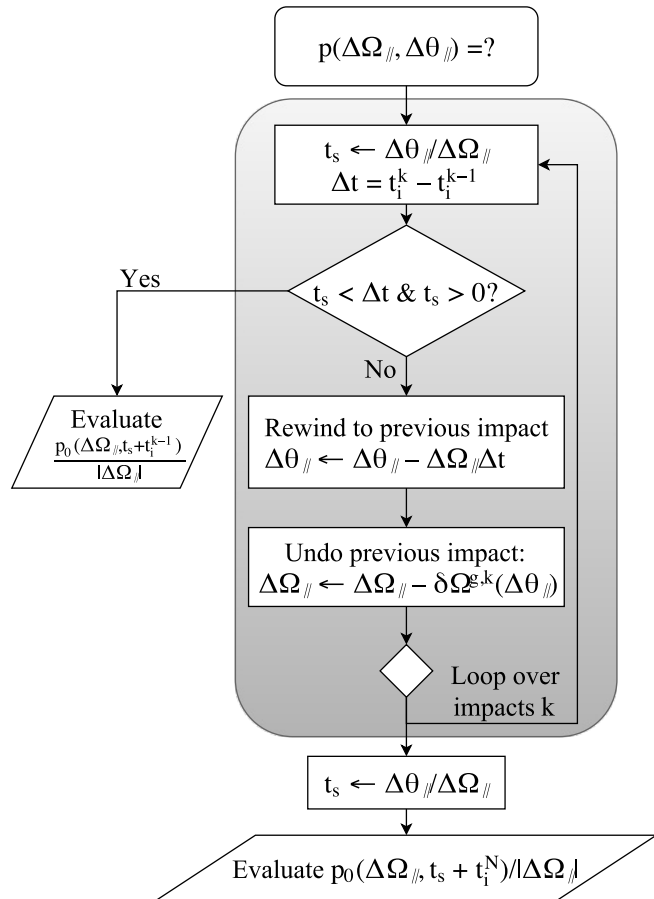 p(ΔΩ∥, Δθ∥) =?
tₛ ← Δθ∥/ΔΩ∥
Δt = tᵢᵏ − tᵢᵏ⁻¹
Yes
tₛ < Δt & tₛ > 0?
No
Evaluate
p₀(ΔΩ∥,tₛ+tᵢᵏ⁻¹)
|ΔΩ∥|
Rewind to previous impact
Δθ∥ ← Δθ∥ − ΔΩ∥Δt
Undo previous impact:
ΔΩ∥ ← ΔΩ∥ − δΩᵍ,ᵏ(Δθ∥)
Loop over
impacts k
tₛ ← Δθ∥/ΔΩ∥
Evaluate p₀(ΔΩ∥, tₛ + tᵢᴺ)/|ΔΩ∥|